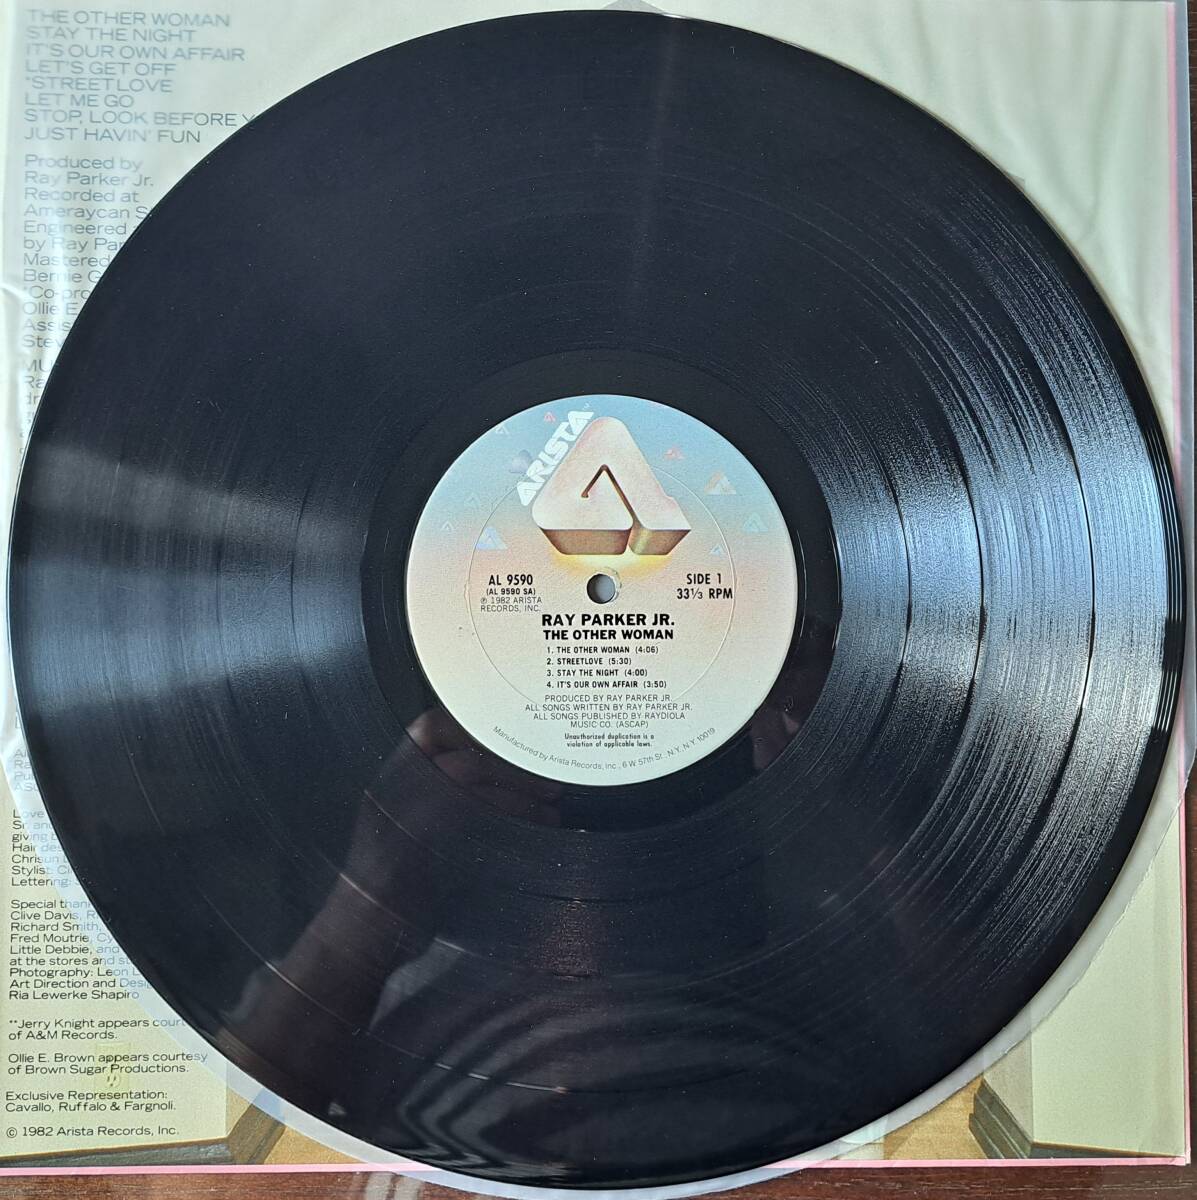 THE OTHER WOMAN
STAY THE NIGHT
IT'S OUR OWN AFFAIR
LET'S GET OFF
*STREETLOVE
LET ME GO
STOP, LOOK BEFORE
JUST HAVIN' FUN
Produced by
Ray Parker Jr.
Recorded at
Ameraycan
Engineered
by Ray
Mastered
Bernie
Ollie E.
Love
Special
Clive Davis,
Richard Smith,
Fred Moutrie,
Little Debbie, and
at the stores and
Photography: Leon
Art Direction and
Ria Lewerke Shapiro
**Jerry Knight appears
of A&M Records.
Ollie E. Brown appears courtesy
of Brown Sugar Productions.
Exclusive Representation:
Cavallo, Ruffalo & Fargnoli.
© 1982 Arista Records, Inc.
ARISTA
AL 9590
(AL 9590 SA)
℗ 1982 ARISTA
RECORDS, INC.
SIDE 1
33⅓ RPM
RAY PARKER JR.
THE OTHER WOMAN
1. THE OTHER WOMAN (4:06)
2. STREETLOVE (5:30)
3. STAY THE NIGHT (4:00)
4. IT'S OUR OWN AFFAIR (3:50)
PRODUCED BY RAY PARKER JR.
ALL SONGS WRITTEN BY RAY PARKER JR.
ALL SONGS PUBLISHED BY RAYDIOLA
MUSIC CO. (ASCAP)
Unauthorized duplication is a
violation of applicable laws.
Manufactured by Arista Records, Inc., 6 W 57th St., N.Y., N.Y. 10019